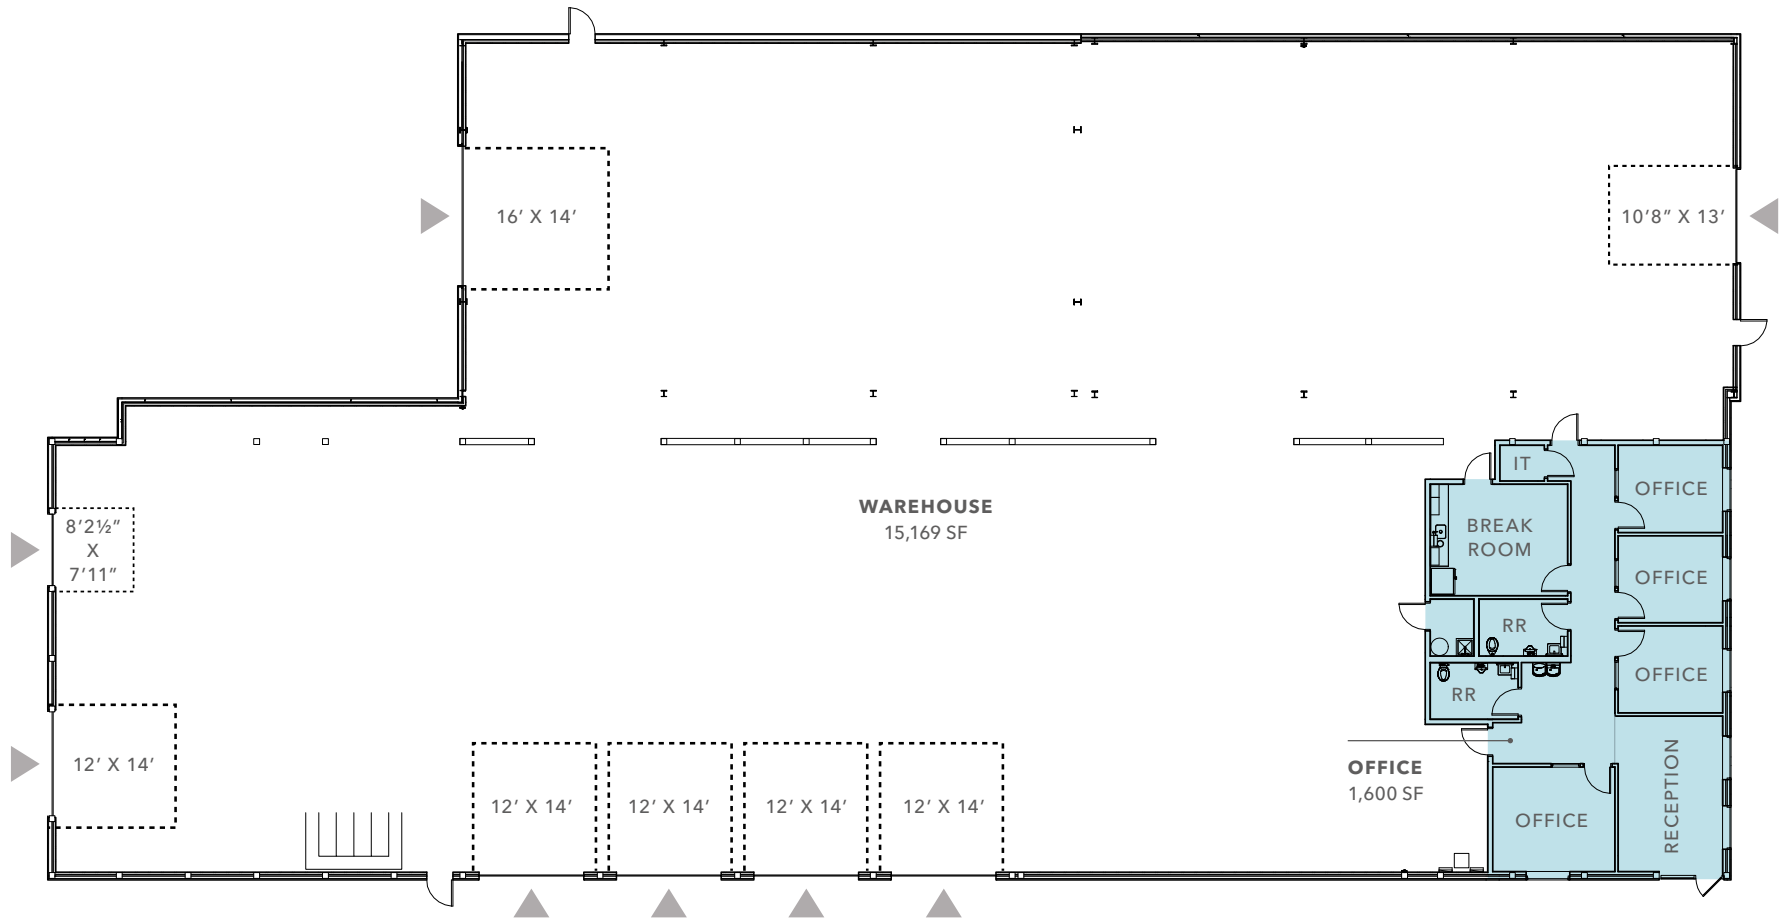 16’ X 14’
10’8” X 13’
IT
OFFICE
WAREHOUSE
15,169 SF
8’2½”
X
7’11”
BREAK
ROOM
OFFICE
RR
OFFICE
RR
12’ X 14’
OFFICE
1,600 SF
12’ X 14’
12’ X 14’
12’ X 14’
12’ X 14’
OFFICE
RECEPTION